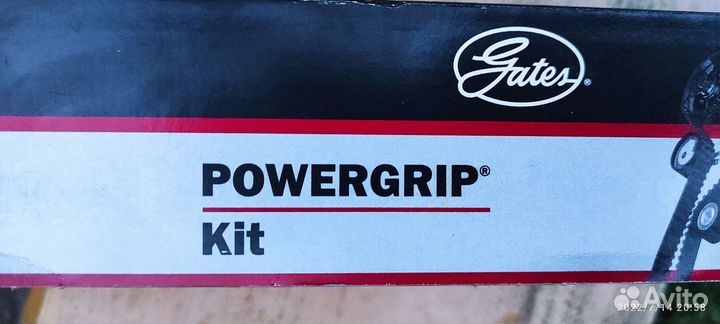 Gates®
POWERGRIP®
Kit
Avito
2022/7/14 20:58